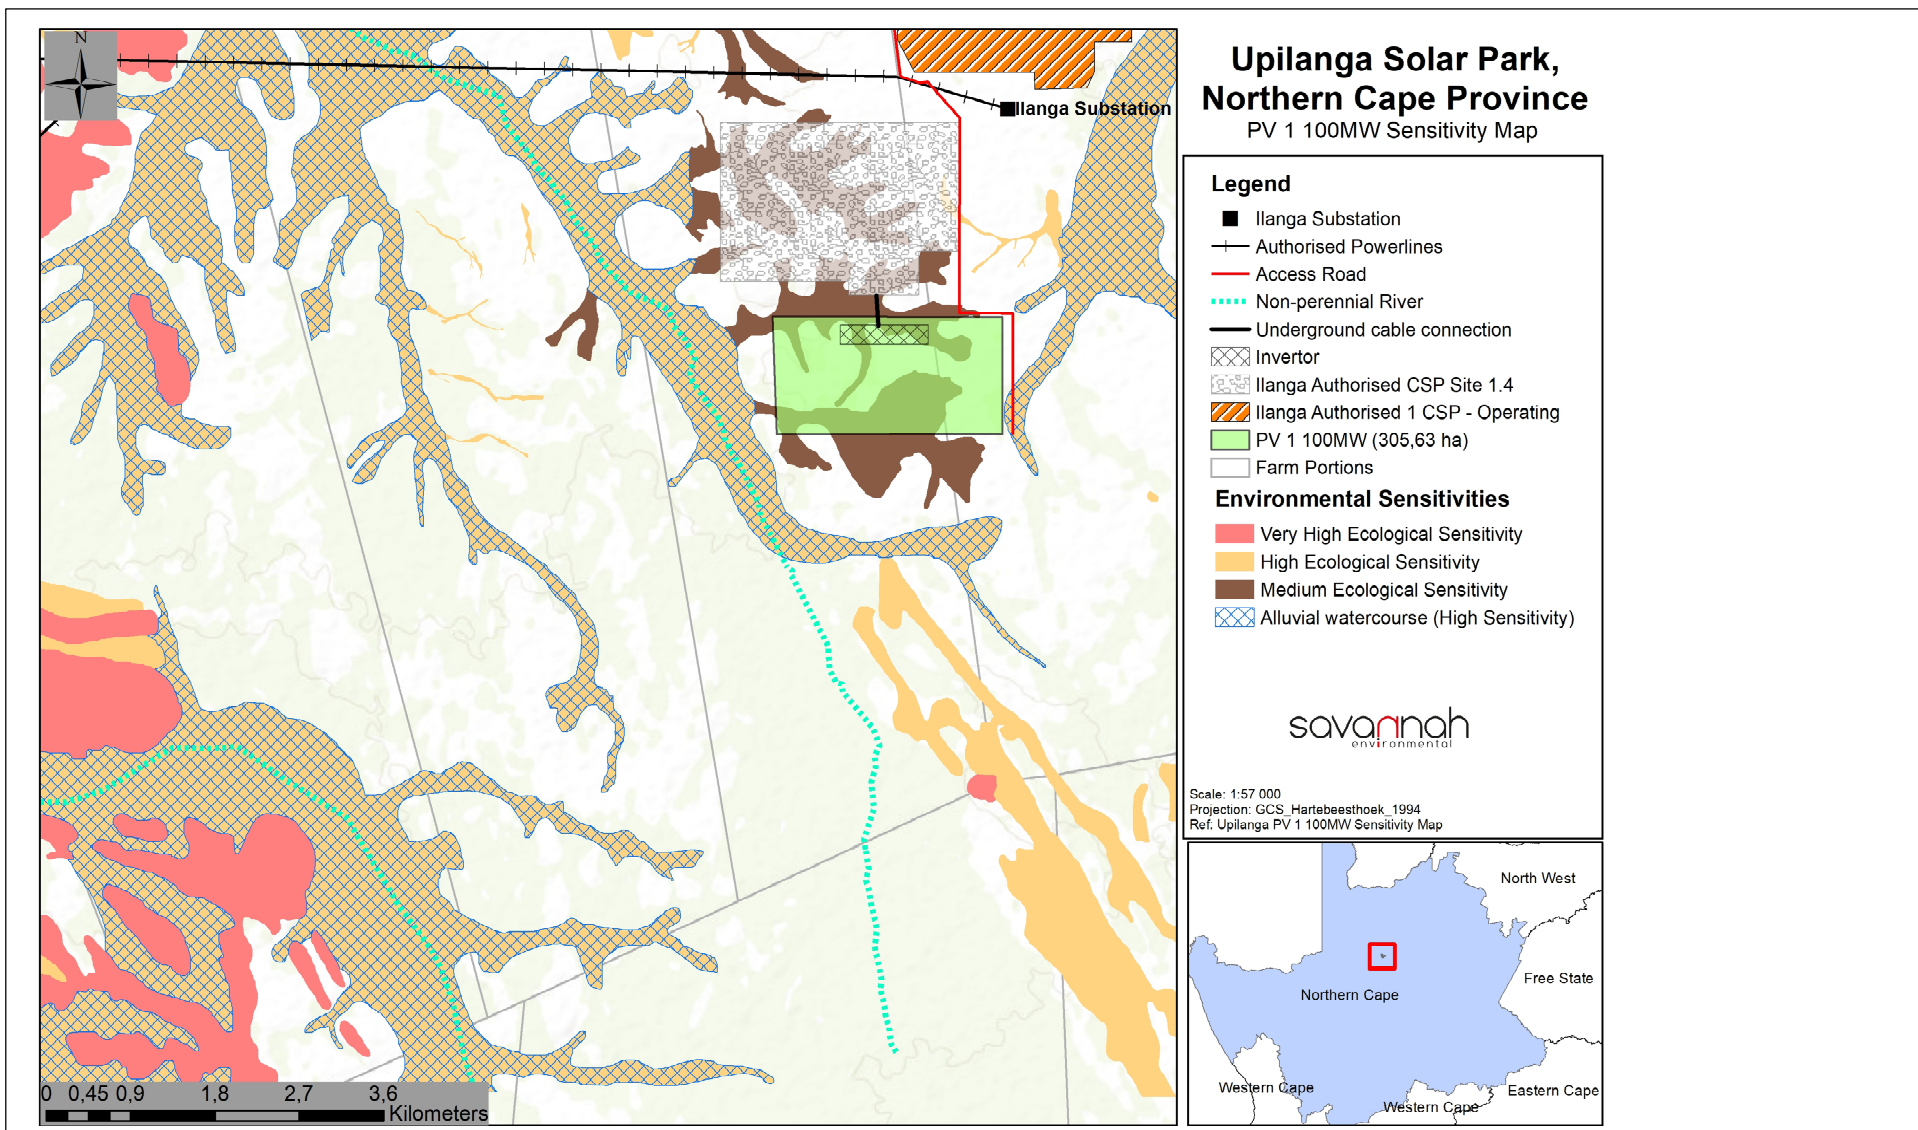 N
Ilanga Substation
0 0,45 0,9 1,8 2,7 3,6
Kilometers
Upilanga Solar Park,
Northern Cape Province
PV 1 100MW Sensitivity Map
Legend
Ilanga Substation
Authorised Powerlines
Access Road
Non-perennial River
Underground cable connection
Invertor
Ilanga Authorised CSP Site 1.4
Ilanga Authorised 1 CSP - Operating
PV 1 100MW (305,63 ha)
Farm Portions
Environmental Sensitivities
Very High Ecological Sensitivity
High Ecological Sensitivity
Medium Ecological Sensitivity
Alluvial watercourse (High Sensitivity)
savannah
environmental
Scale: 1:57 000
Projection: GCS_Hartebeesthoek_1994
Ref: Upilanga PV 1 100MW Sensitivity Map
North West
Free State
Northern Cape
Western Cape
Eastern Cape
Western Cape